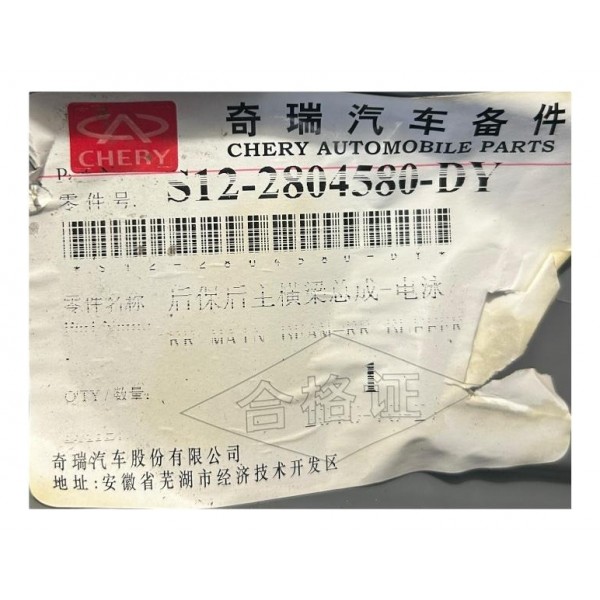 奇瑞汽车备件
CHERY
CHERY AUTOMOBILE PARTS
零件号: S12-2804580-DY
*S12-2804580-DY*
零件名称 后保后主横梁总成-电泳
QTY/数量:
合格证
奇瑞汽车股份有限公司
地址:安徽省芜湖市经济技术开发区